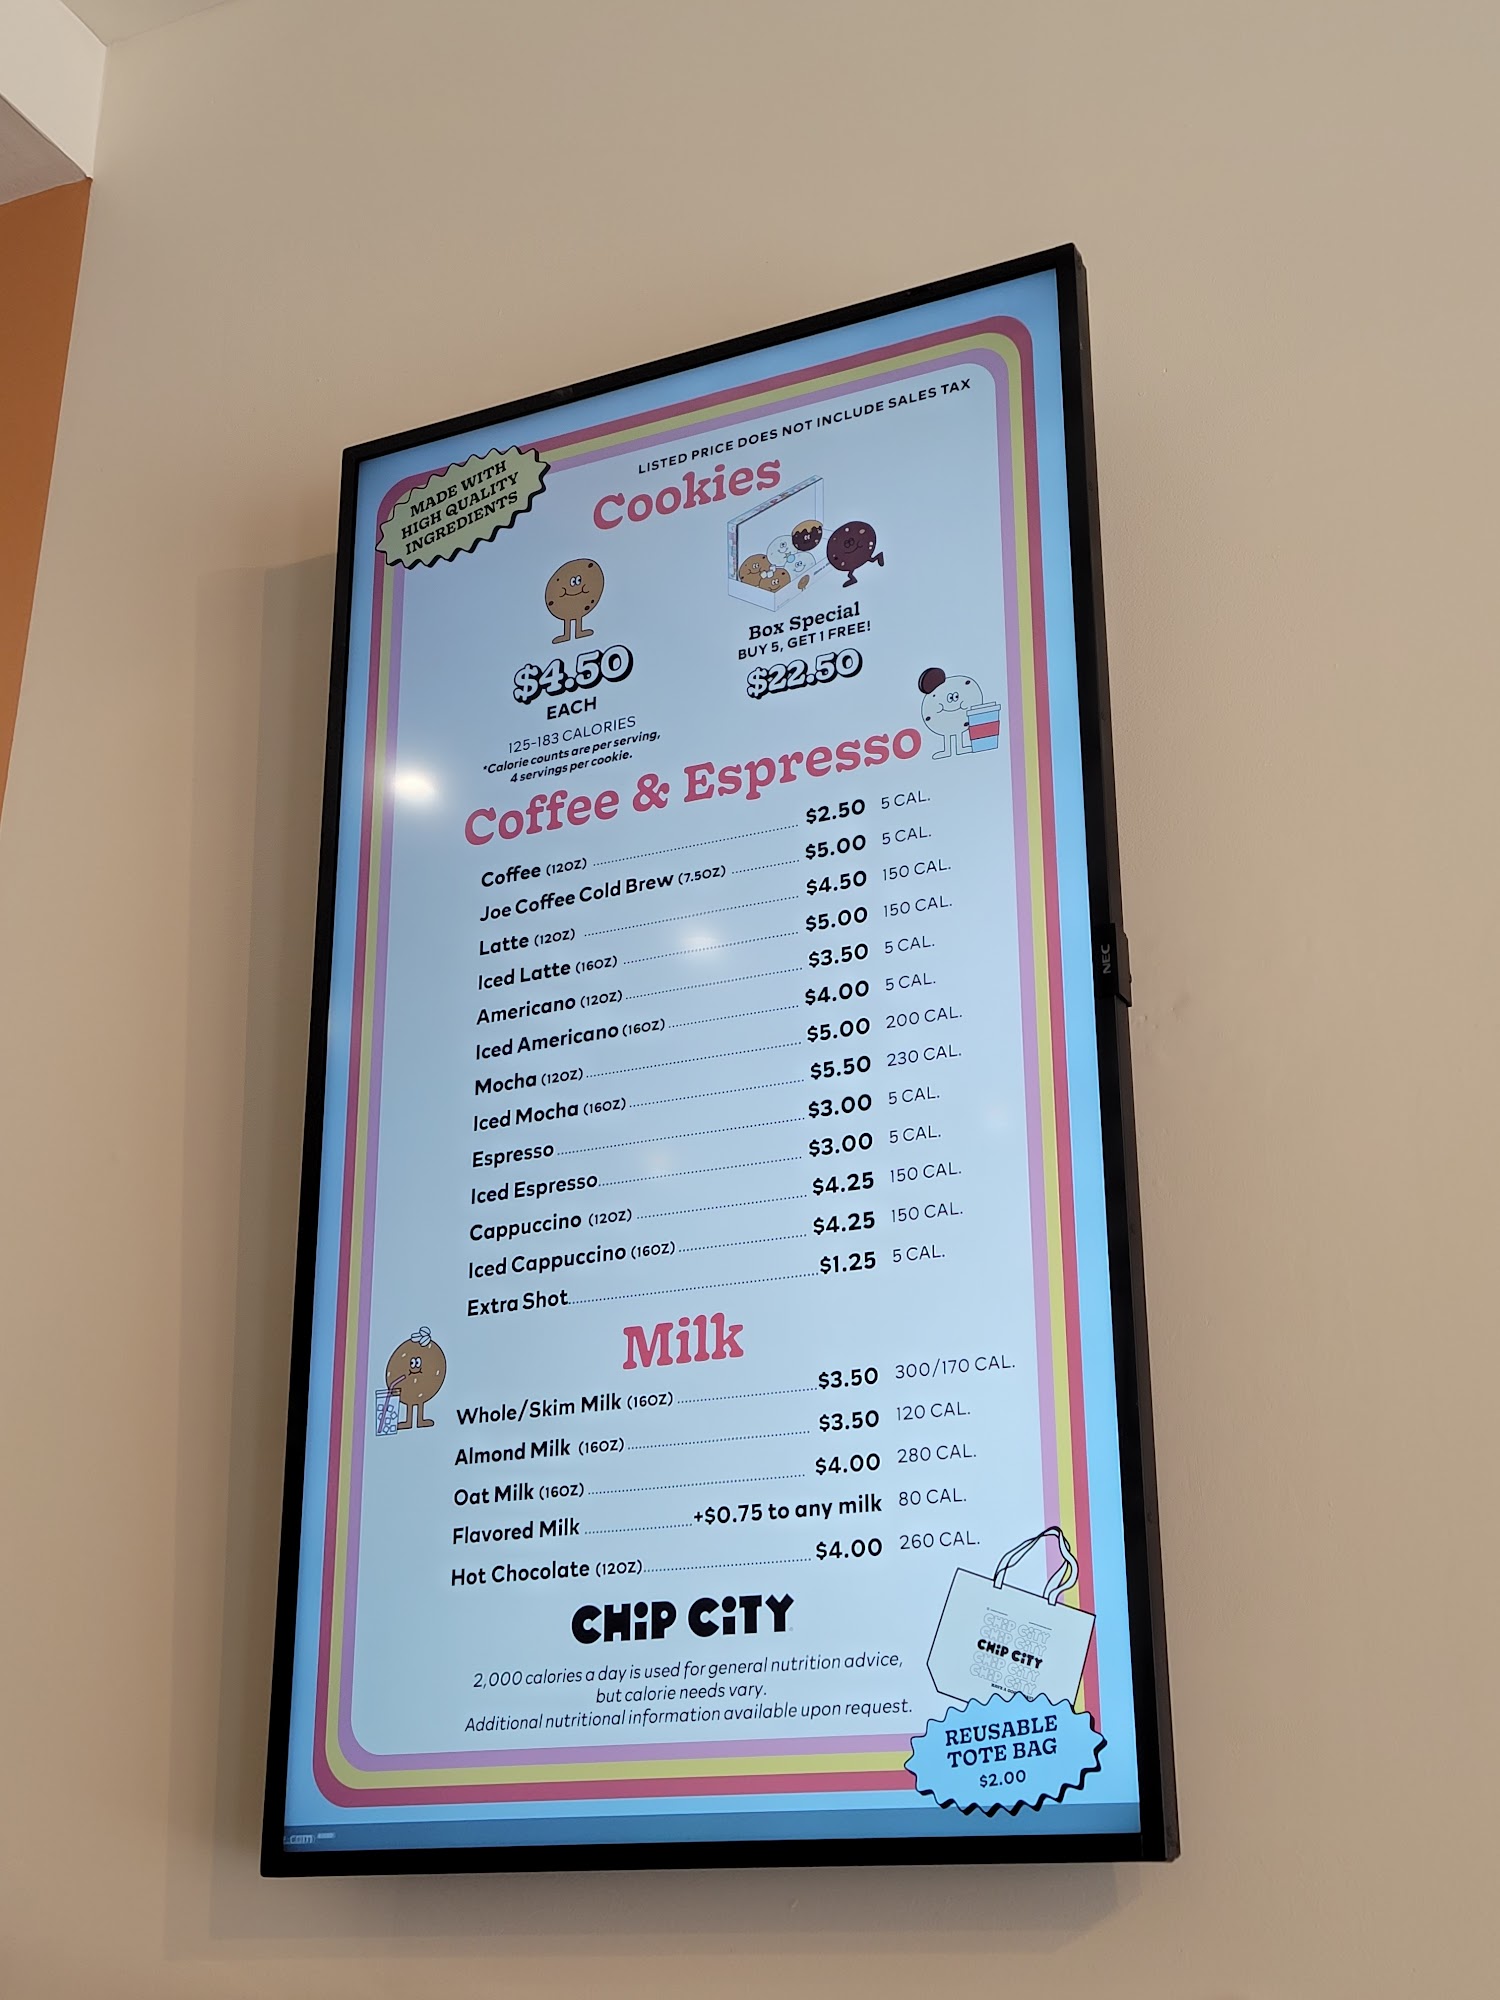 LISTED PRICE DOES NOT INCLUDE SALES TAX
MADE WITH
HIGH QUALITY
INGREDIENTS
Cookies
$4.50
EACH
125-183 CALORIES
*Calorie counts are per serving,
4 servings per cookie.
Box Special
BUY 5, GET 1 FREE!
$22.50
Coffee & Espresso
Coffee (12OZ) $2.50 5 CAL.
Joe Coffee Cold Brew (7.5OZ) $5.00 5 CAL.
Latte (12OZ) $4.50 150 CAL.
Iced Latte (16OZ) $5.00 150 CAL.
Americano (12OZ) $3.50 5 CAL.
Iced Americano (16OZ) $4.00 5 CAL.
Mocha (12OZ) $5.00 200 CAL.
Iced Mocha (16OZ) $5.50 230 CAL.
Espresso $3.00 5 CAL.
Iced Espresso $3.00 5 CAL.
Cappuccino (12OZ) $4.25 150 CAL.
Iced Cappuccino (16OZ) $4.25 150 CAL.
Extra Shot $1.25 5 CAL.
Milk
Whole/Skim Milk (16OZ) $3.50 300/170 CAL.
Almond Milk (16OZ) $3.50 120 CAL.
Oat Milk (16OZ) $4.00 280 CAL.
Flavored Milk +$0.75 to any milk 80 CAL.
Hot Chocolate (12OZ) $4.00 260 CAL.
CHiP CiTY
2,000 calories a day is used for general nutrition advice,
but calorie needs vary.
Additional nutritional information available upon request.
CHiP CiTY
CHiP CiTY
CHiP CiTY
CHiP CiTY
CHiP CiTY
REUSABLE
TOTE BAG
$2.00
.com
NEC